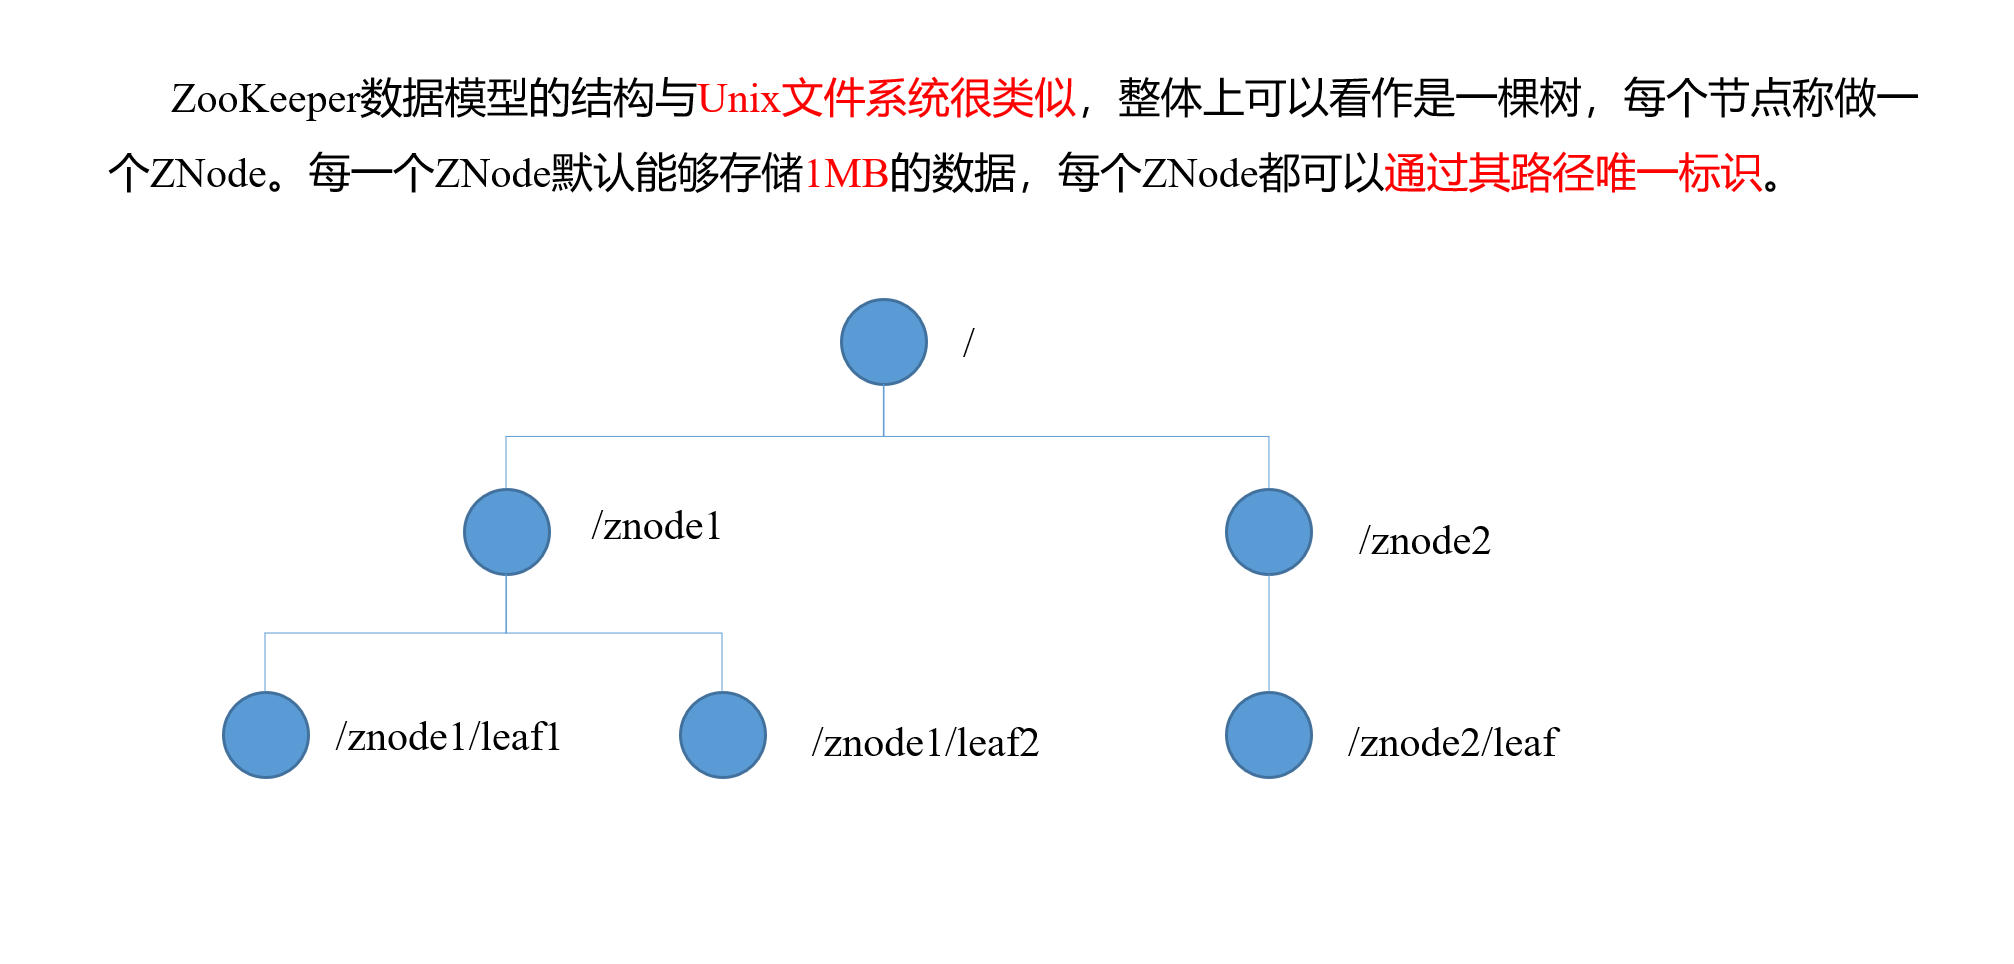 ZooKeeper数据模型的结构与Unix文件系统很类似，整体上可以看作是一棵树，每个节点称做一
个ZNode。每一个ZNode默认能够存储1MB的数据，每个ZNode都可以通过其路径唯一标识。
/
/znode1
/znode2
/znode1/leaf1
/znode1/leaf2
/znode2/leaf